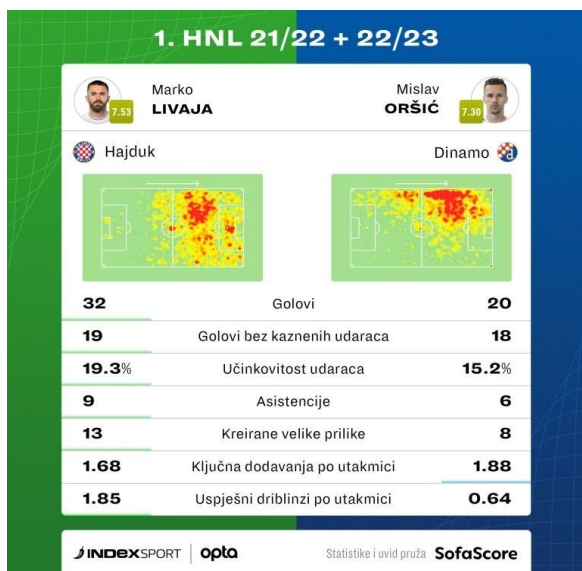 1. HNL 21/22 + 22/23
7.53 Marko LIVAJA Mislav ORŠIĆ 7.30
Hajduk Dinamo
32 Golovi 20
19 Golovi bez kaznenih udaraca 18
19.3% Učinkovitost udaraca 15.2%
9 Asistencije 6
13 Kreirane velike prilike 8
1.68 Ključna dodavanja po utakmici 1.88
1.85 Uspješni driblinzi po utakmici 0.64
INDEXSPORT opta Statistike i uvid pruža SofaScore